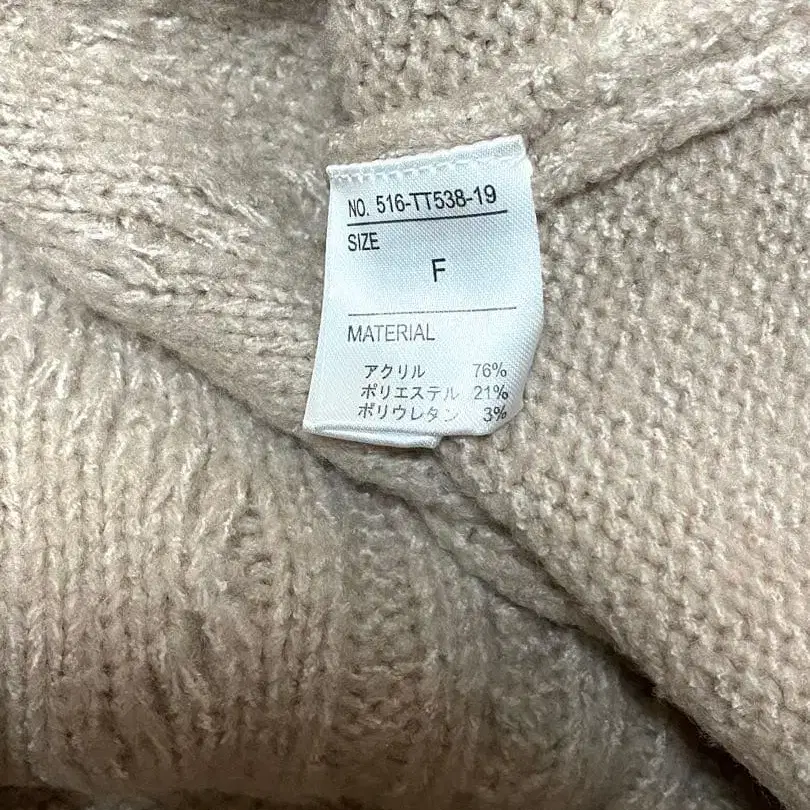 NO. 516-TT538-19
SIZE
F
MATERIAL
アクリル 76%
ポリエステル 21%
ポリウレタン 3%